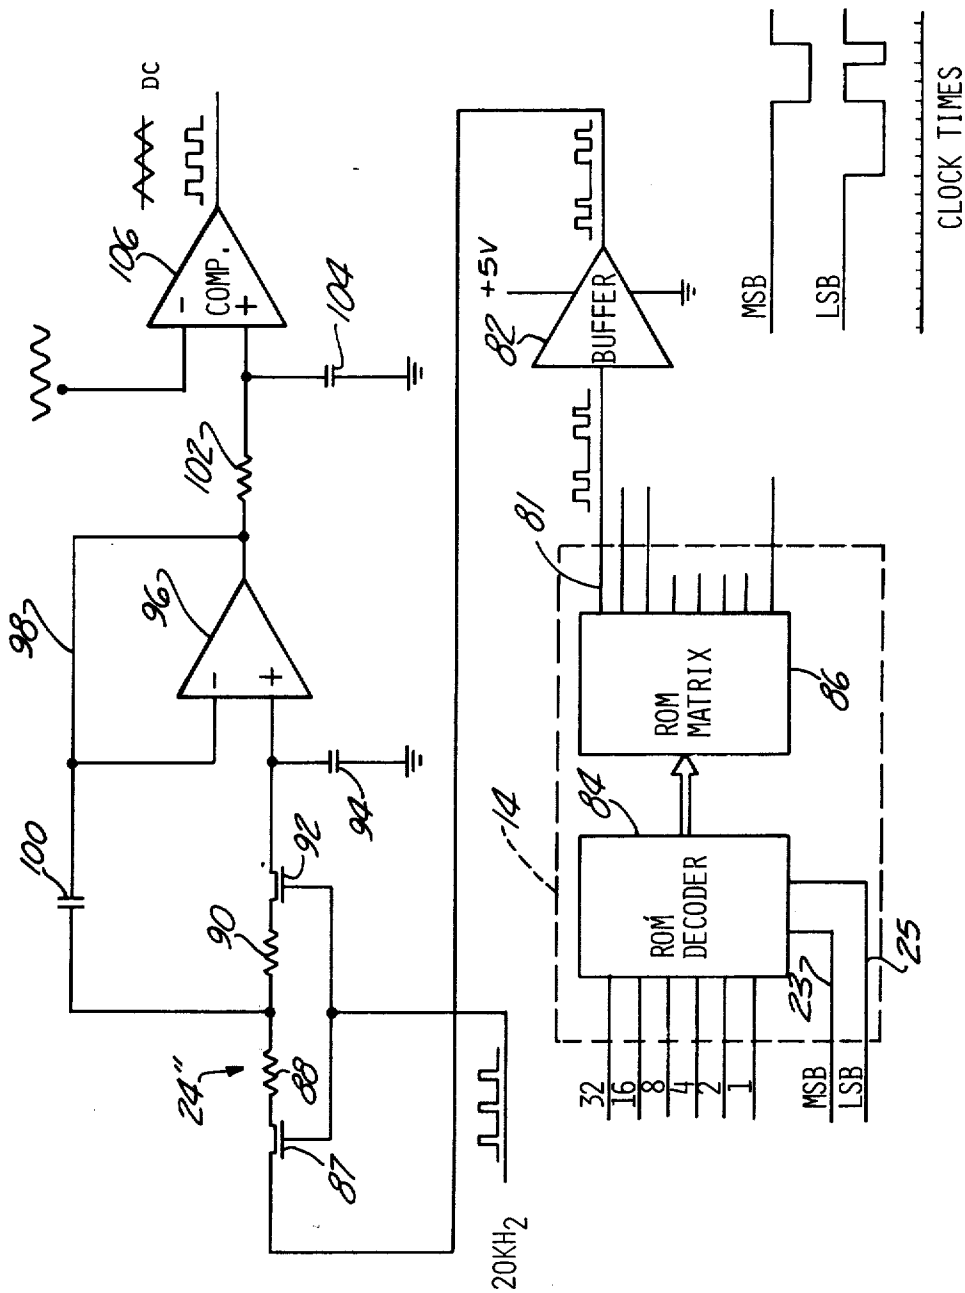 DC
106
COMP.
-
+
104
102
98
96
-
+
94
100
92
90
24"
88
87
20KH2
+5V
82
BUFFER
81
14
84
86
ROM
MATRIX
ROM
DECODER
32
16
8
4
2
1
MSB
LSB
23
25
MSB
LSB
CLOCK TIMES